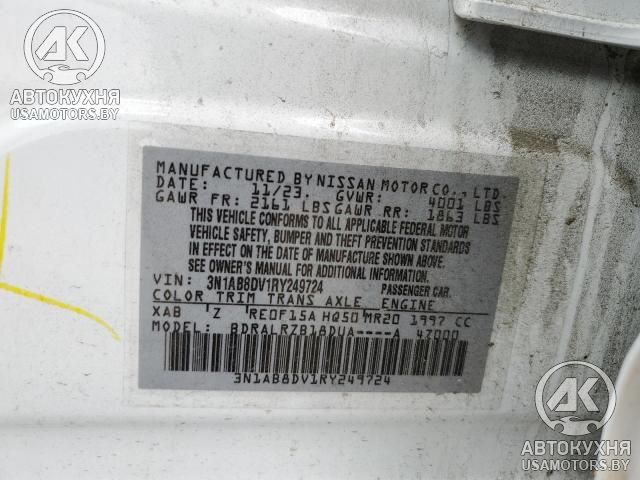 AK
АВТОКУХНЯ
USAMOTORS.BY
MANUFACTURED BY NISSAN MOTOR CO., LTD.
DATE: 11/23. GVWR: 4001 LBS
GAWR FR: 2161 LBS GAWR RR: 1863 LBS
THIS VEHICLE CONFORMS TO ALL APPLICABLE FEDERAL MOTOR
VEHICLE SAFETY, BUMPER AND THEFT PREVENTION STANDARDS
IN EFFECT ON THE DATE OF MANUFACTURE SHOWN ABOVE.
SEE OWNER'S MANUAL FOR ADDITIONAL INFORMATION.
VIN: 3N1AB8DV1RY249724 PASSENGER CAR.
COLOR TRIM TRANS AXLE ENGINE
XAB Z RE0F15A HQ50 MR20 1997 CC
MODEL: BDRALRZB18DUA----A 47000
3N1AB8DV1RY249724
AK
АВТОКУХНЯ
USAMOTORS.BY